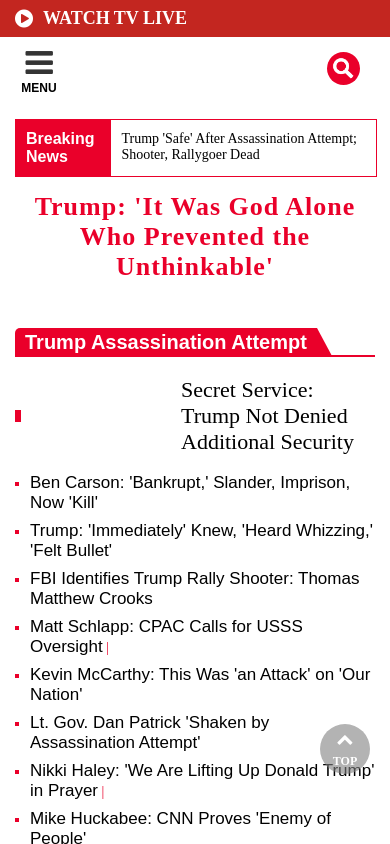 WATCH TV LIVE
MENU
Breaking
News
Trump 'Safe' After Assassination Attempt;
Shooter, Rallygoer Dead
Trump: 'It Was God Alone
Who Prevented the
Unthinkable'
Trump Assassination Attempt
Secret Service:
Trump Not Denied
Additional Security
Ben Carson: 'Bankrupt,' Slander, Imprison,
Now 'Kill'
Trump: 'Immediately' Knew, 'Heard Whizzing,'
'Felt Bullet'
FBI Identifies Trump Rally Shooter: Thomas
Matthew Crooks
Matt Schlapp: CPAC Calls for USSS
Oversight |
Kevin McCarthy: This Was 'an Attack' on 'Our
Nation'
Lt. Gov. Dan Patrick 'Shaken by
Assassination Attempt'
Nikki Haley: 'We Are Lifting Up Donald Trump'
in Prayer |
TOP
Mike Huckabee: CNN Proves 'Enemy of
People'